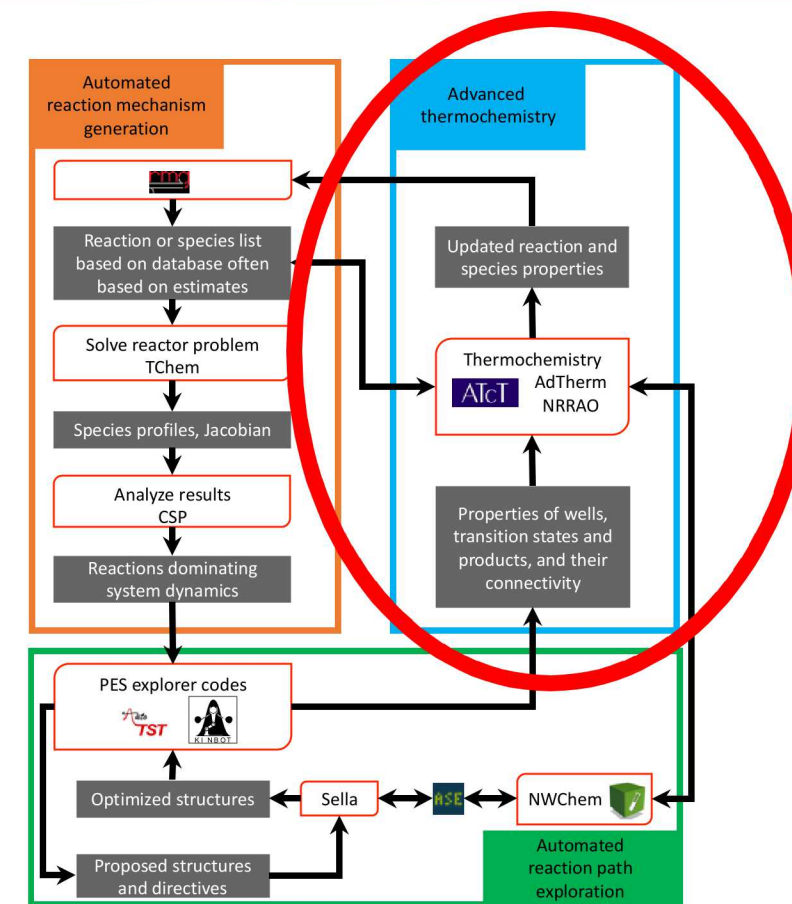 Automated
reaction mechanism
generation
rmg
Reaction or species list
based on database often
based on estimates
Solve reactor problem
TChem
Species profiles, Jacobian
Analyze results
CSP
Reactions dominating
system dynamics
Advanced
thermochemistry
Updated reaction and
species properties
Thermochemistry
ATcT
AdTherm
NRRAO
Properties of wells,
transition states and
products, and their
connectivity
PES explorer codes
Auto
TST
KINBOT
Optimized structures
Sella
ASE
NWChem
Proposed structures
and directives
Automated
reaction path
exploration